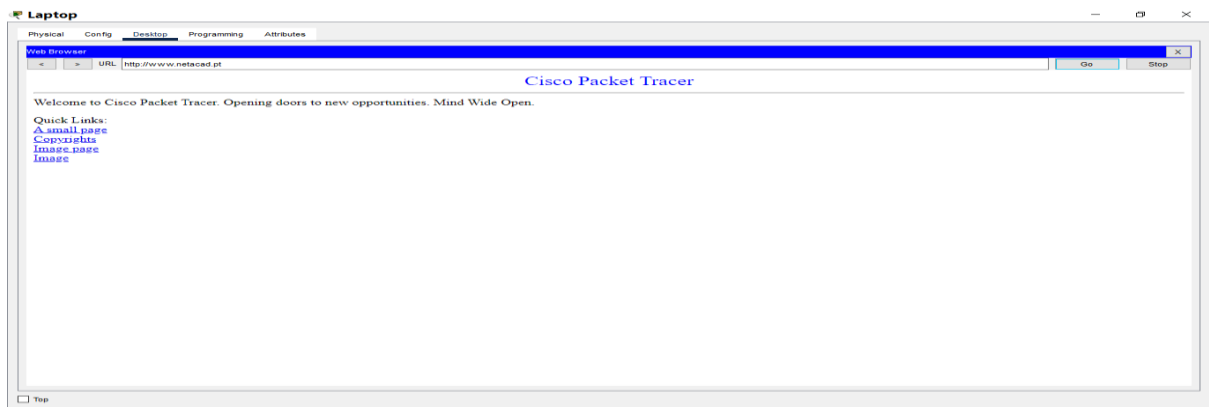 Laptop
Physical Config Desktop Programming Attributes
Web Browser
< > URL http://www.netacad.pt Go Stop
Cisco Packet Tracer
Welcome to Cisco Packet Tracer. Opening doors to new opportunities. Mind Wide Open.
Quick Links:
A small page
Copyrights
Image page
Image
Top